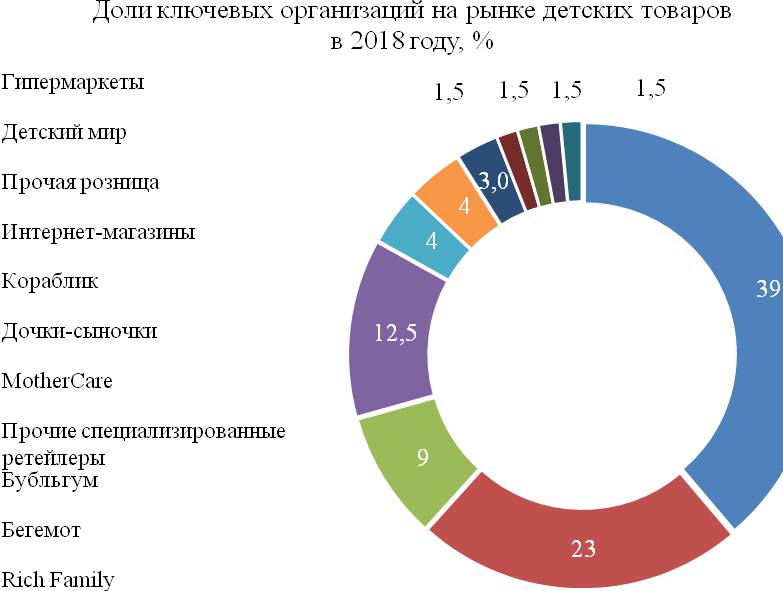 Доли ключевых организаций на рынке детских товаров
в 2018 году, %
Гипермаркеты
Детский мир
Прочая розница
Интернет-магазины
Кораблик
Дочки-сыночки
MotherCare
Прочие специализированные
ретейлеры
Бубльгум
Бегемот
Rich Family
1,5
1,5
1,5
1,5
3,0
4
4
12,5
9
23
39